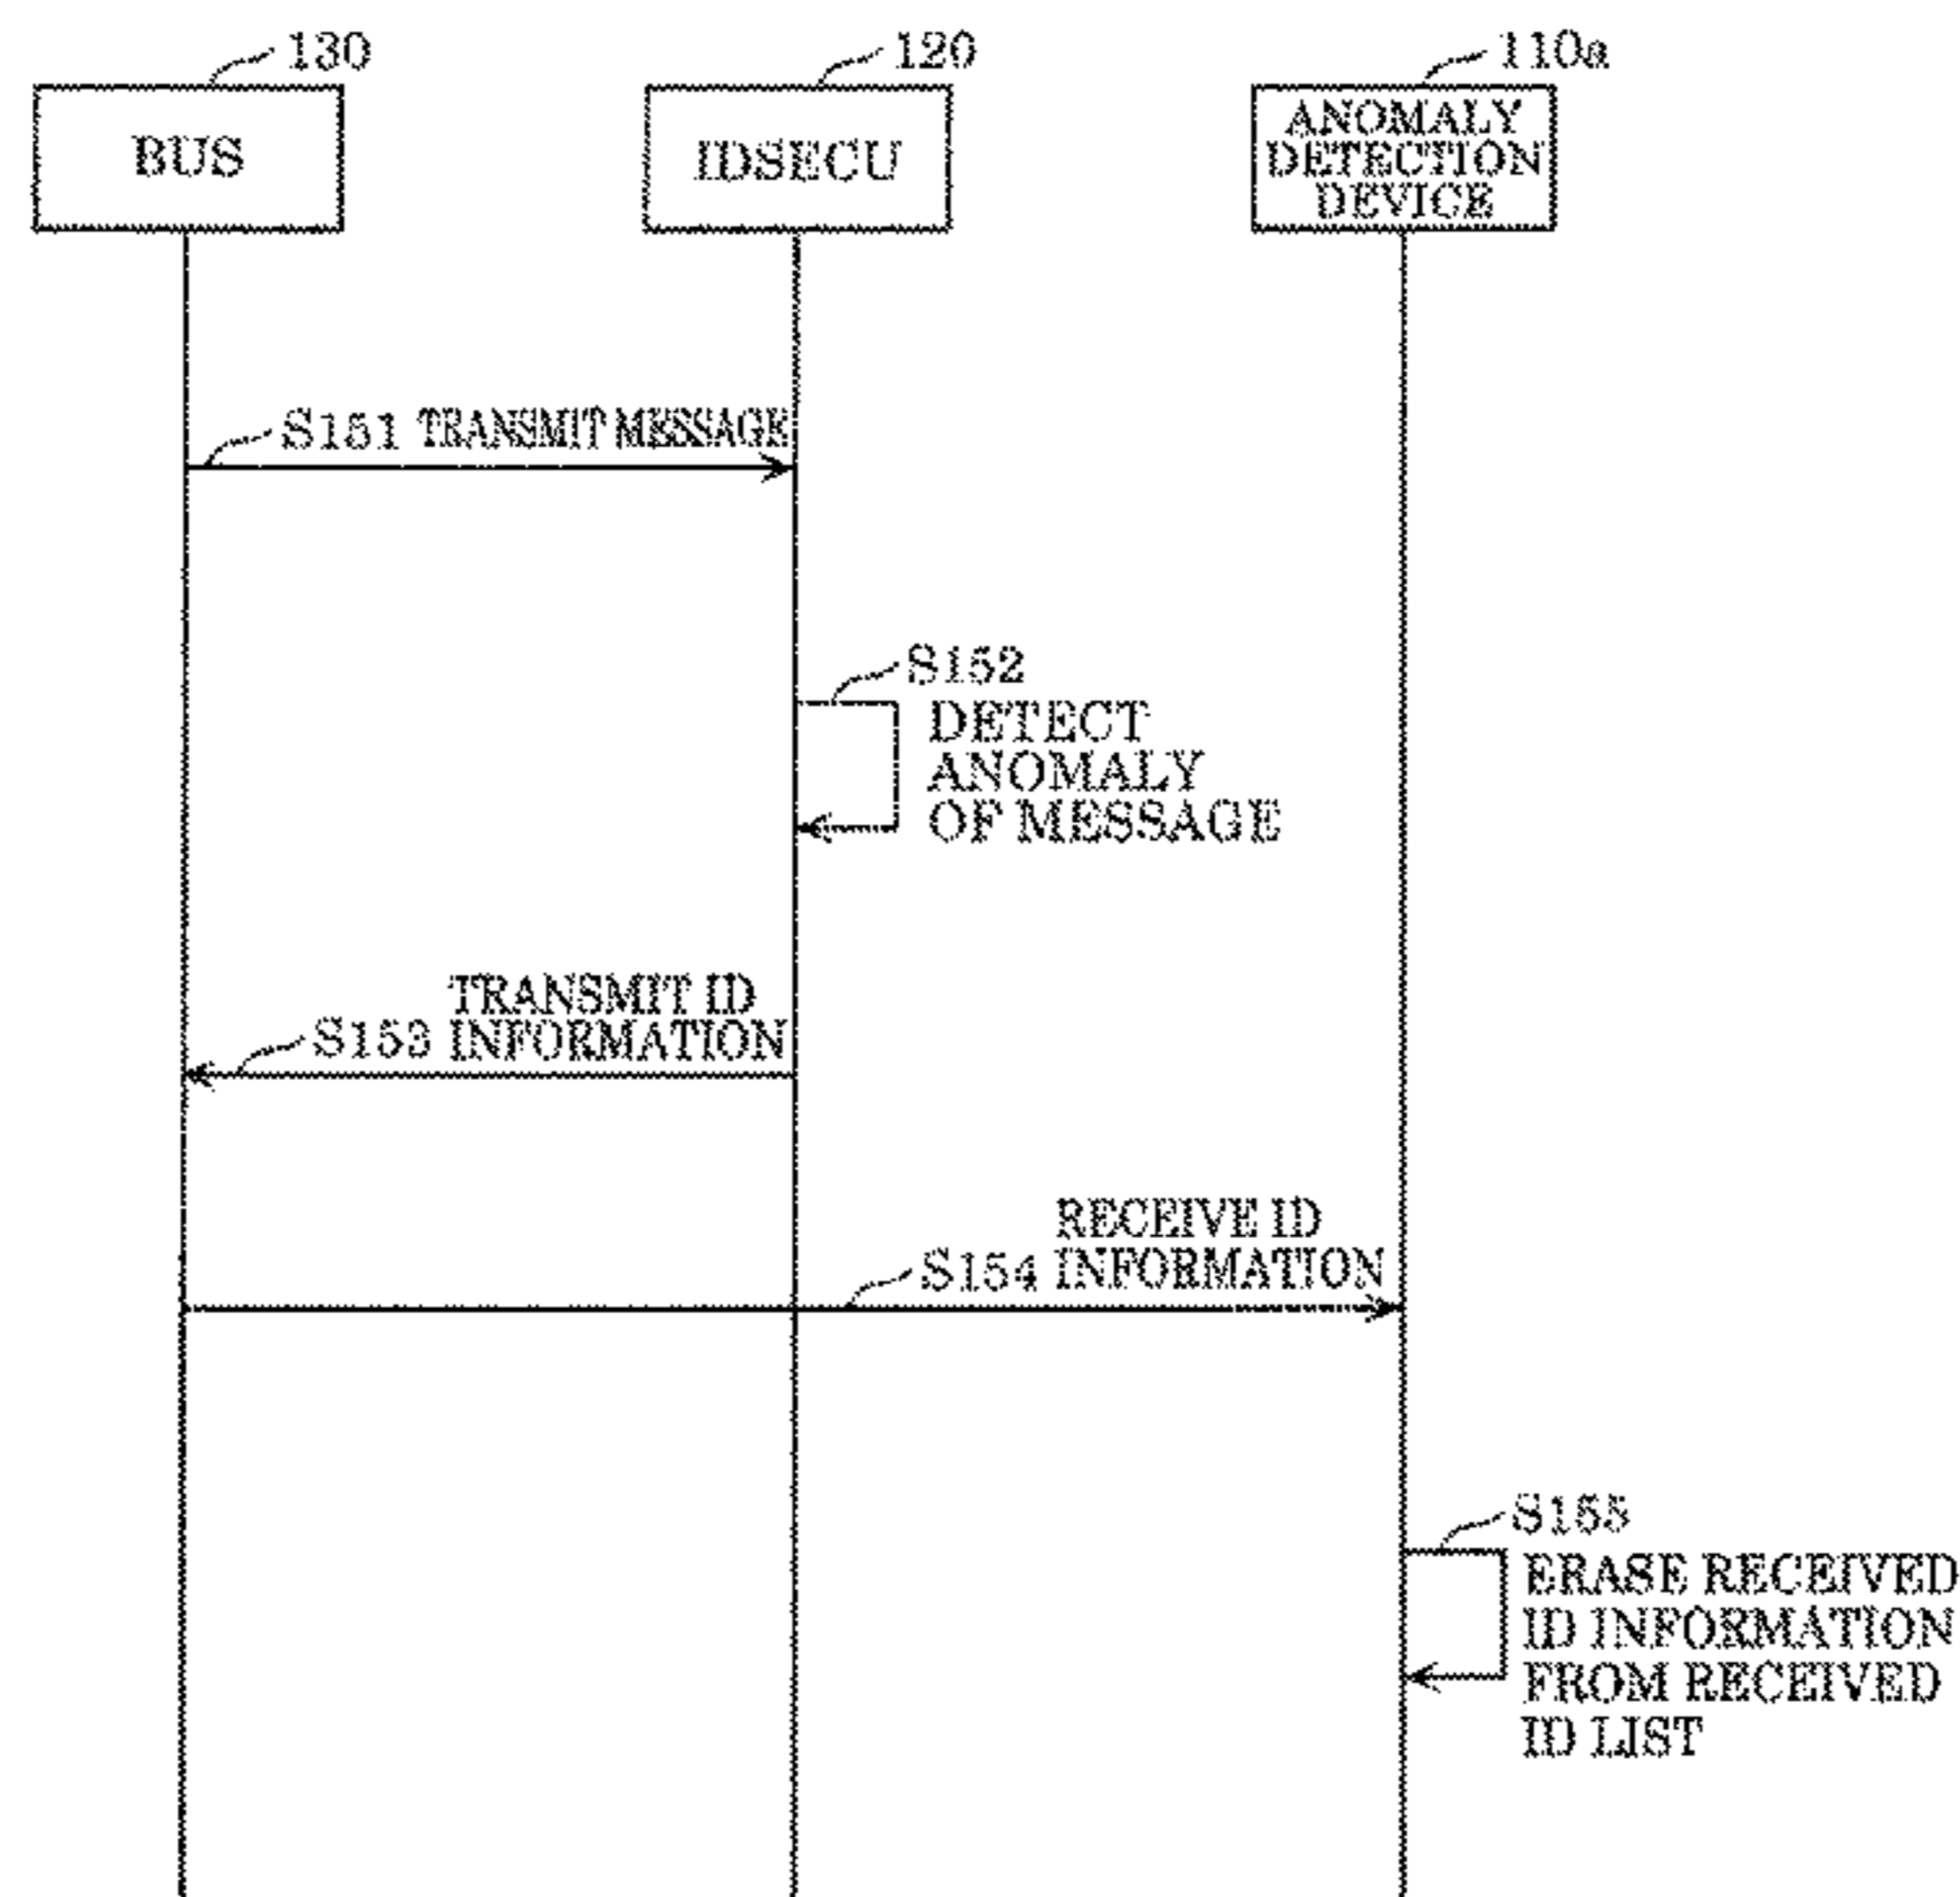 130
120
110a
BUS
IDSECU
ANOMALY
DETECTION
DEVICE
S151 TRANSMIT MESSAGE
S152
DETECT
ANOMALY
OF MESSAGE
TRANSMIT ID
S153 INFORMATION
RECEIVE ID
S154 INFORMATION
S155
ERASE RECEIVED
ID INFORMATION
FROM RECEIVED
ID LIST